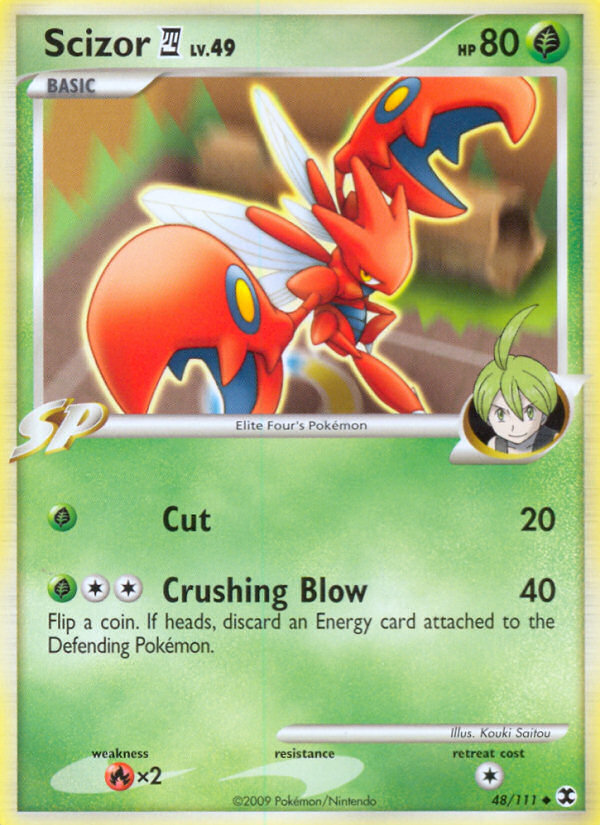 Scizor 四 LV.49 HP 80
BASIC
SP
Elite Four's Pokémon
Cut 20
Crushing Blow 40
Flip a coin. If heads, discard an Energy card attached to the
Defending Pokémon.
Illus. Kouki Saitou
weakness resistance retreat cost
×2
©2009 Pokémon/Nintendo 48/111